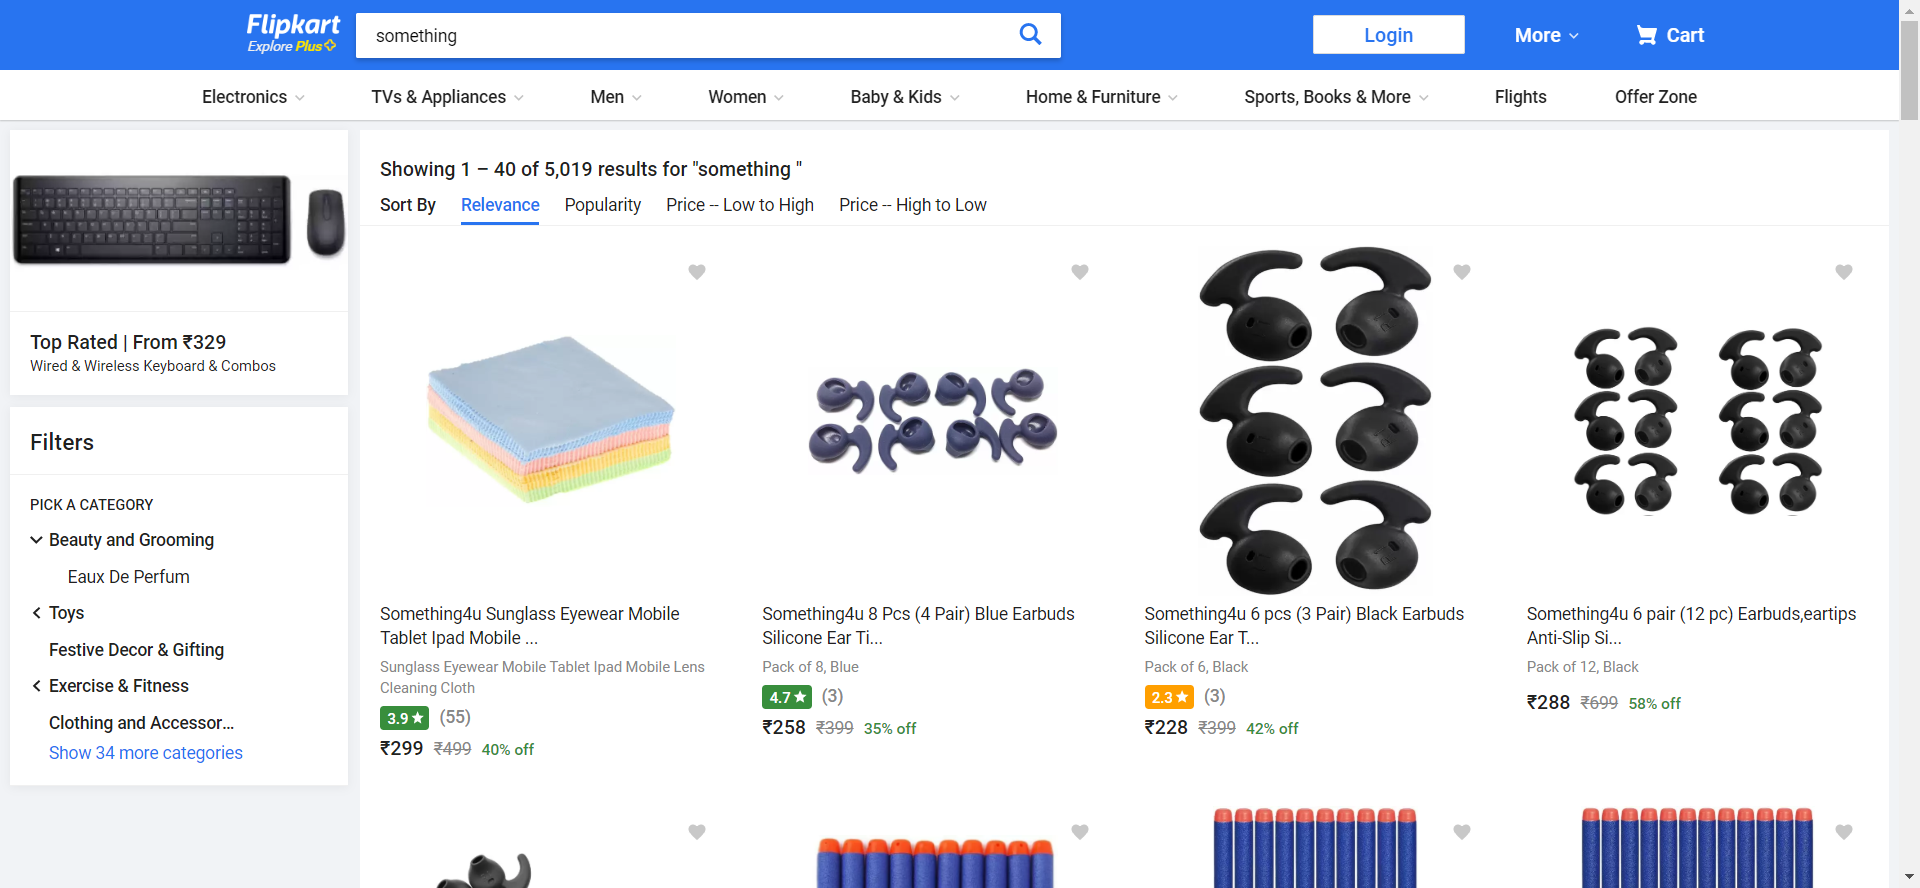 Flipkart
Explore Plus
something
Login
More
Cart
Electronics
TVs & Appliances
Men
Women
Baby & Kids
Home & Furniture
Sports, Books & More
Flights
Offer Zone
Top Rated | From ₹329
Wired & Wireless Keyboard & Combos
Filters
PICK A CATEGORY
Beauty and Grooming
Eaux De Perfum
Toys
Festive Decor & Gifting
Exercise & Fitness
Clothing and Accessor...
Show 34 more categories
Showing 1 – 40 of 5,019 results for "something "
Sort By
Relevance
Popularity
Price -- Low to High
Price -- High to Low
Something4u Sunglass Eyewear Mobile
Tablet Ipad Mobile ...
Sunglass Eyewear Mobile Tablet Ipad Mobile Lens
Cleaning Cloth
3.9 (55)
₹299 ₹499 40% off
Something4u 8 Pcs (4 Pair) Blue Earbuds
Silicone Ear Ti...
Pack of 8, Blue
4.7 (3)
₹258 ₹399 35% off
Something4u 6 pcs (3 Pair) Black Earbuds
Silicone Ear T...
Pack of 6, Black
2.3 (3)
₹228 ₹399 42% off
Something4u 6 pair (12 pc) Earbuds,eartips
Anti-Slip Si...
Pack of 12, Black
₹288 ₹699 58% off